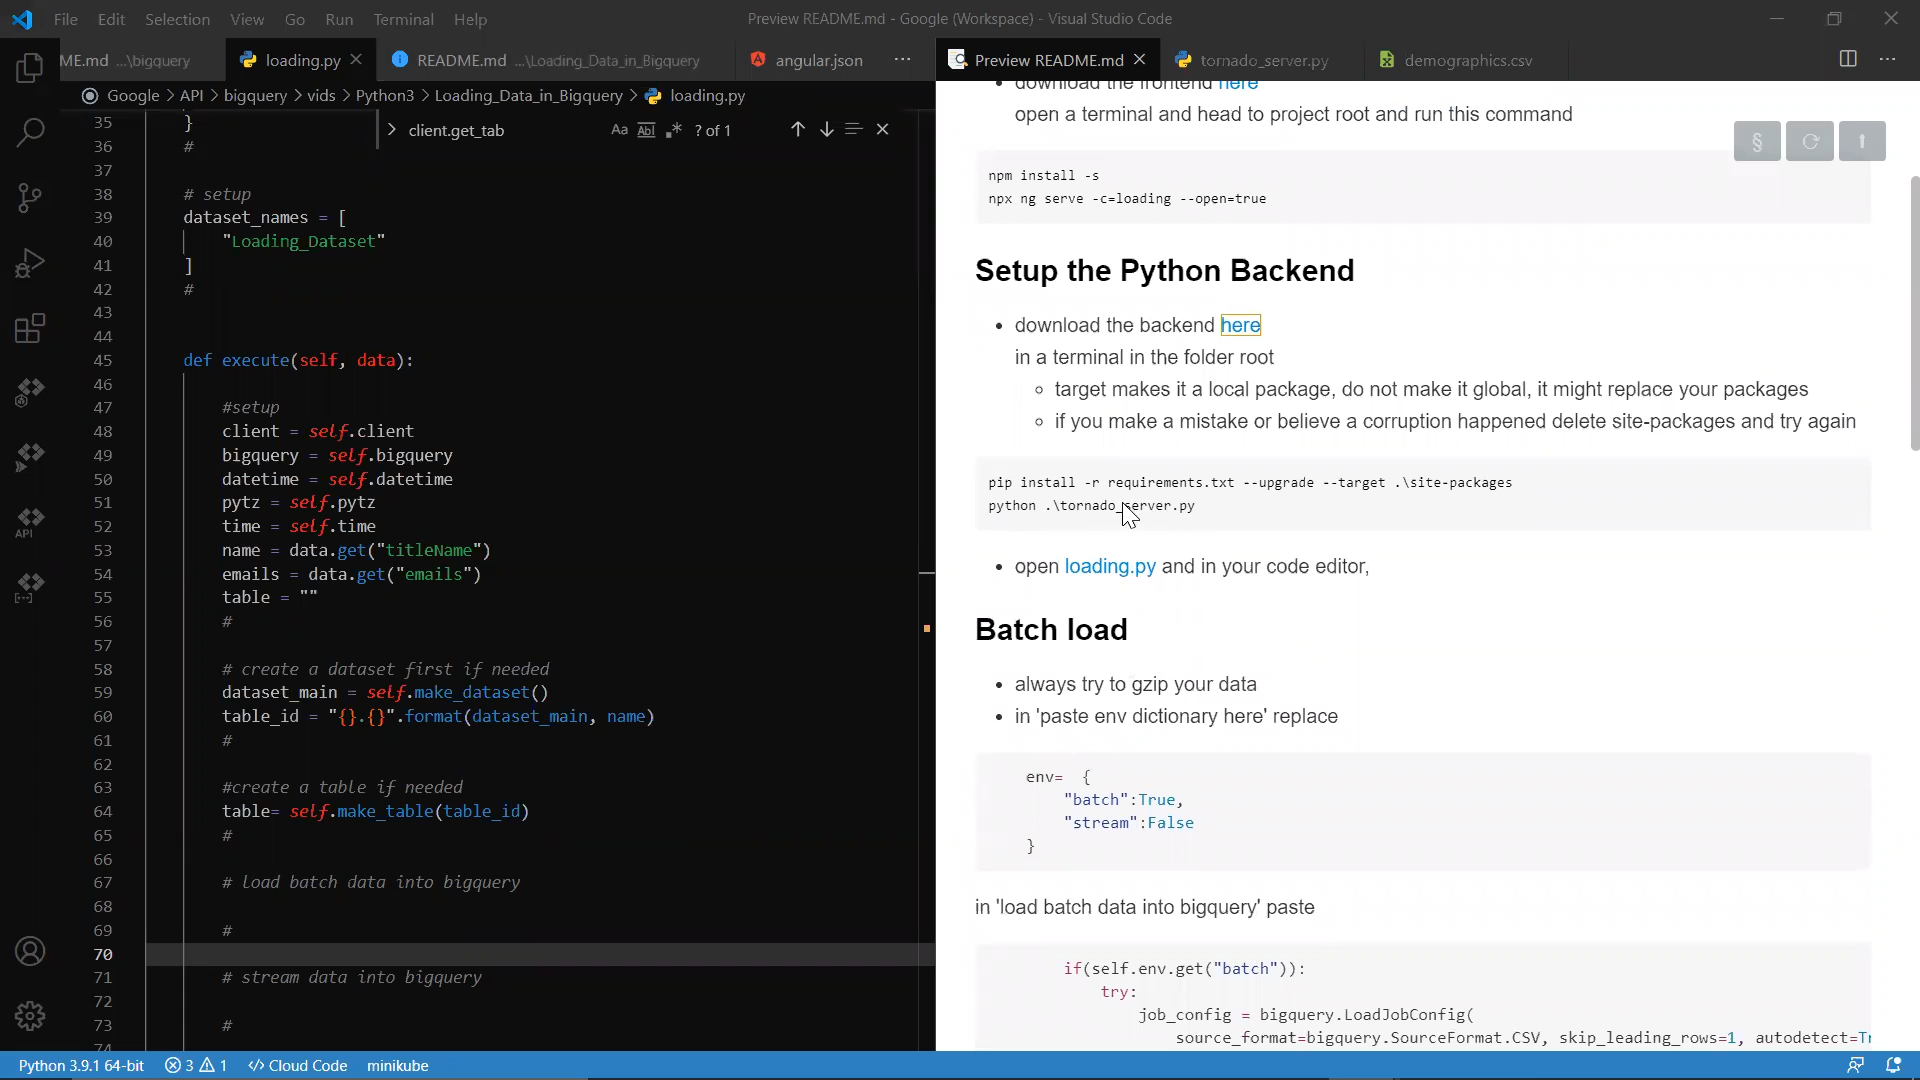 File Edit Selection View Go Run Terminal Help
Preview README.md - Google (Workspace) - Visual Studio Code
ME.md ...\bigquery
loading.py
README.md ...\Loading_Data_in_Bigquery
angular.json
Google > API > bigquery > vids > Python3 > Loading_Data_in_Bigquery > loading.py
client.get_tab
Aa Abl .* ? of 1
35 }
36 #
37
38 # setup
39 dataset_names = [
40 "Loading_Dataset"
41 ]
42 #
43
44
45 def execute(self, data):
46
47 #setup
48 client = self.client
49 bigquery = self.bigquery
50 datetime = self.datetime
51 pytz = self.pytz
52 time = self.time
53 name = data.get("titleName")
54 emails = data.get("emails")
55 table = ""
56 #
57
58 # create a dataset first if needed
59 dataset_main = self.make_dataset()
60 table_id = "{}.{}".format(dataset_main, name)
61 #
62
63 #create a table if needed
64 table= self.make_table(table_id)
65 #
66
67 # load batch data into bigquery
68
69 #
70
71 # stream data into bigquery
72
73 #
74
API
Preview README.md
tornado_server.py
demographics.csv
• download the frontend here
open a terminal and head to project root and run this command
§
npm install -s
npx ng serve -c=loading --open=true
Setup the Python Backend
• download the backend here
in a terminal in the folder root
◦ target makes it a local package, do not make it global, it might replace your packages
◦ if you make a mistake or believe a corruption happened delete site-packages and try again
pip install -r requirements.txt --upgrade --target .\site-packages
python .\tornado_server.py
• open loading.py and in your code editor,
Batch load
• always try to gzip your data
• in 'paste env dictionary here' replace
env= {
"batch":True,
"stream":False
}
in 'load batch data into bigquery' paste
if(self.env.get("batch")):
try:
job_config = bigquery.LoadJobConfig(
source_format=bigquery.SourceFormat.CSV, skip_leading_rows=1, autodetect=Tr
Python 3.9.1 64-bit 3 1 Cloud Code minikube